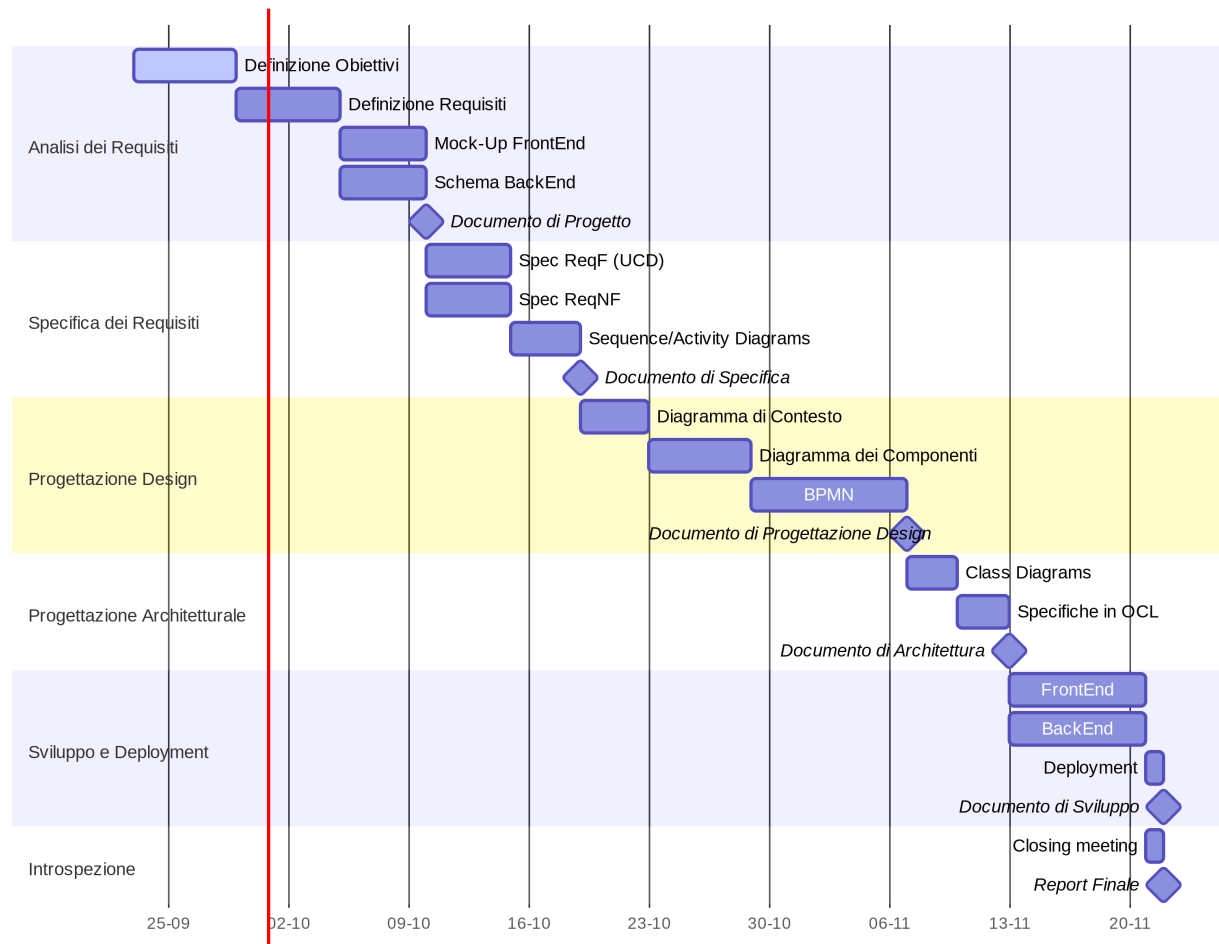 Definizione Obiettivi
Definizione Requisiti
Analisi dei Requisiti
Mock-Up FrontEnd
Schema BackEnd
Documento di Progetto
Spec ReqF (UCD)
Spec ReqNF
Specifica dei Requisiti
Sequence/Activity Diagrams
Documento di Specifica
Diagramma di Contesto
Diagramma dei Componenti
Progettazione Design
BPMN
Documento di Progettazione Design
Class Diagrams
Progettazione Architetturale
Specifiche in OCL
Documento di Architettura
FrontEnd
BackEnd
Sviluppo e Deployment
Deployment
Documento di Sviluppo
Closing meeting
Introspezione
Report Finale
25-09 02-10 09-10 16-10 23-10 30-10 06-11 13-11 20-11